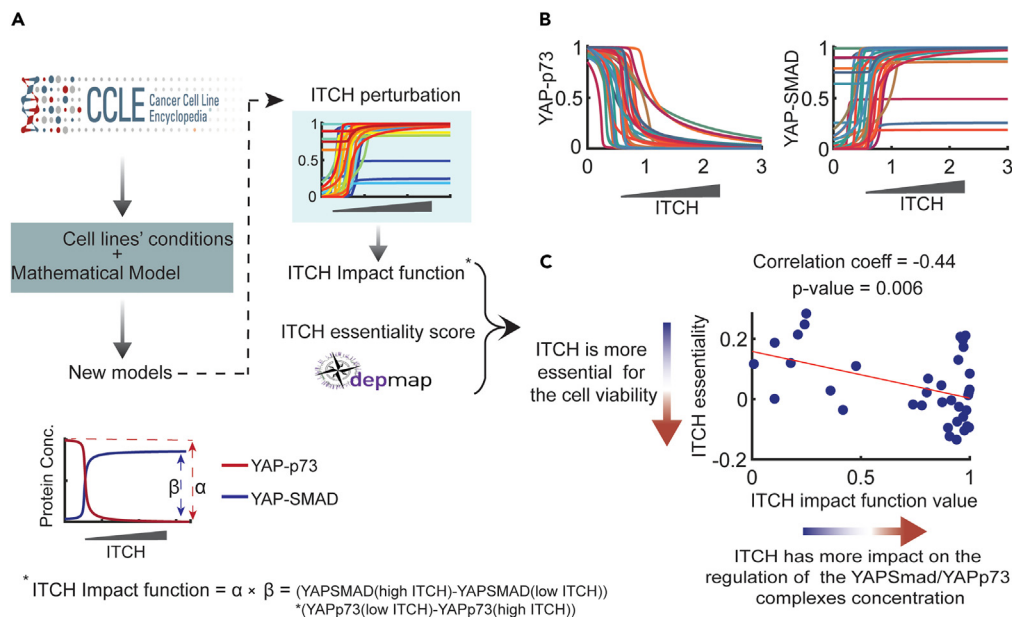 A
CCLE Cancer Cell Line
Encyclopedia
ITCH perturbation
1
0.5
0
Cell lines' conditions
+
Mathematical Model
ITCH Impact function*
ITCH essentiality score
depmap
New models
Protein Conc.
β
α
YAP-p73
YAP-SMAD
ITCH
* ITCH Impact function = α × β = (YAPSMAD(high ITCH)-YAPSMAD(low ITCH))
*(YAPp73(low ITCH)-YAPp73(high ITCH))
B
YAP-p73
1
0.5
0
0 1 2 3
ITCH
YAP-SMAD
1
0.5
0
0 1 2 3
ITCH
C
Correlation coeff = -0.44
p-value = 0.006
ITCH is more
essential for
the cell viability
ITCH essentiality
0.2
0
-0.2
0 0.5 1
ITCH impact function value
ITCH has more impact on the
regulation of the YAPSmad/YAPp73
complexes concentration